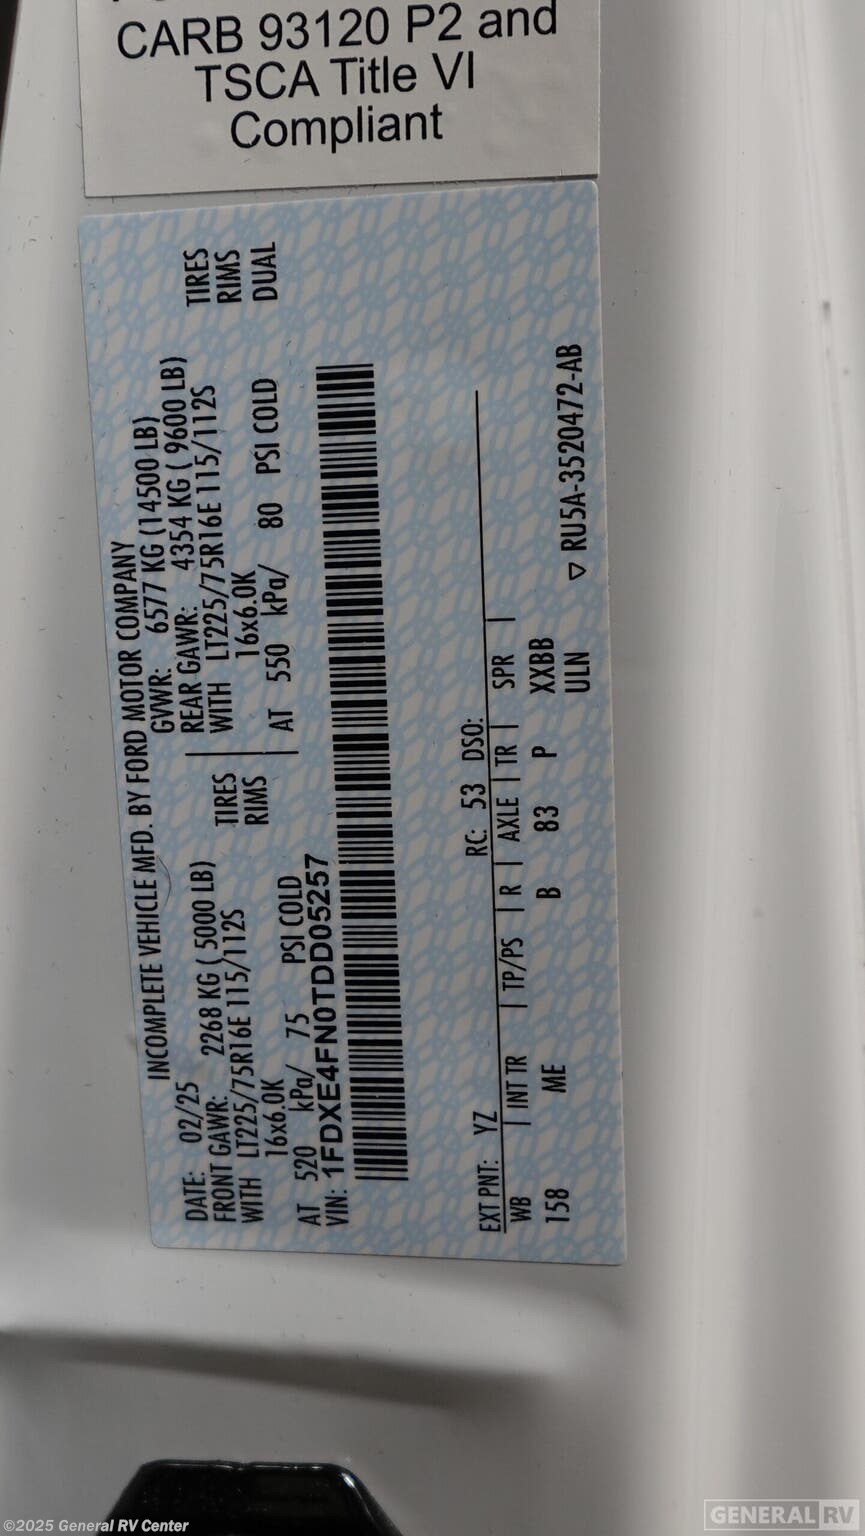 CARB 93120 P2 and
TSCA Title VI
Compliant
INCOMPLETE VEHICLE MFD. BY FORD MOTOR COMPANY
DATE: 02/25 GVWR: 6577 KG (14500 LB)
FRONT GAWR: 2268 KG ( 5000 LB) REAR GAWR: 4354 KG ( 9600 LB)
WITH LT225/75R16E 115/112S TIRES WITH LT225/75R16E 115/112S TIRES
16x6.0K RIMS 16x6.0K RIMS
AT 520 kPa/ 75 PSI COLD AT 550 kPa/ 80 PSI COLD DUAL
VIN: 1FDXE4FN0TDD05257
EXT PNT: YZ RC: 53 DSO:
WB INT TR TP/PS R AXLE TR SPR
158 ME B 83 P XXBB
ULN ▽ RU5A-3520472-AB
©2025 General RV Center
GENERAL RV